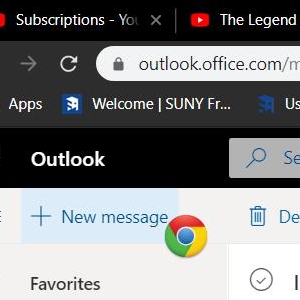 Subscriptions - You
The Legend
outlook.office.com/m
Apps
Welcome | SUNY Fr...
Us
Outlook
Se
New message
De
Favorites